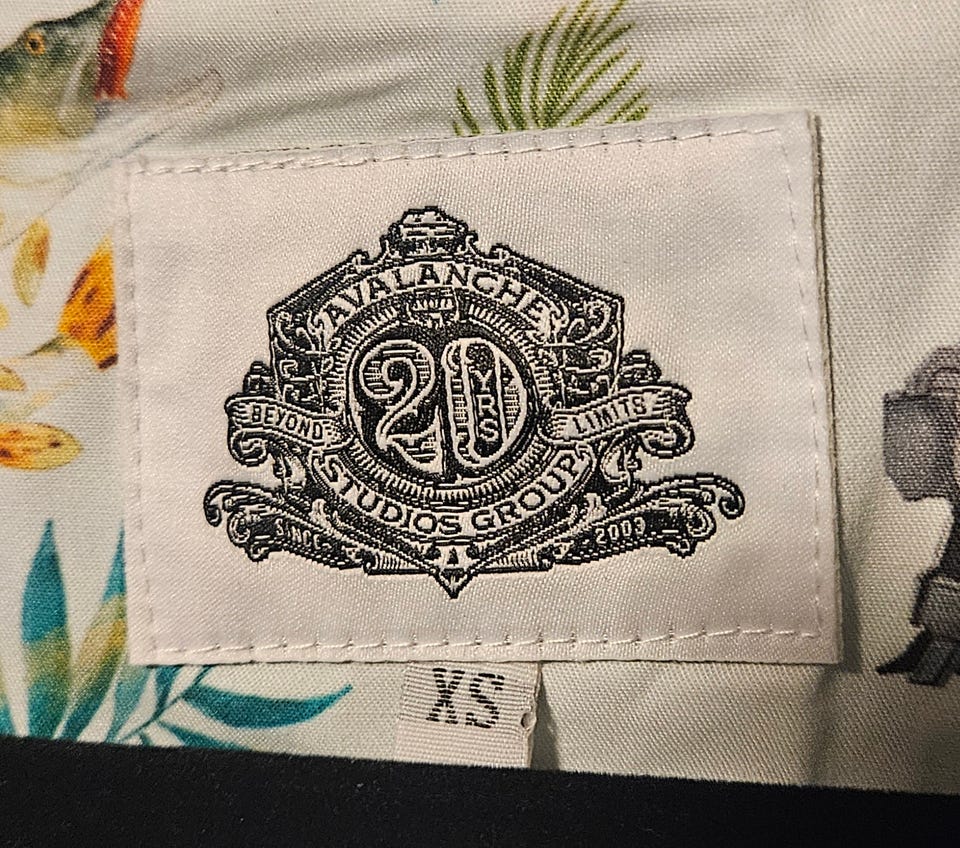 AVALANCHE
20
YRS
BEYOND LIMITS
STUDIOS GROUP
SINCE 2003
XS